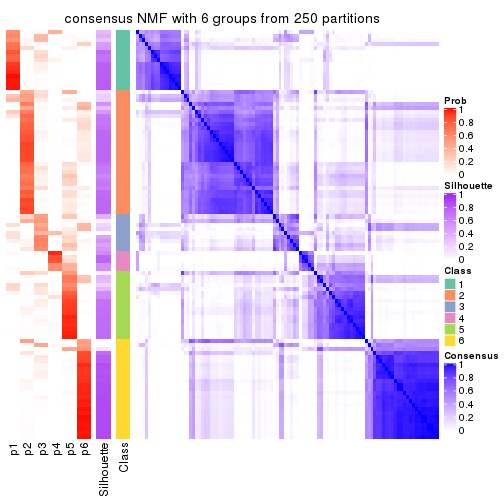 consensus NMF with 6 groups from 250 partitions
Prob
1
0.8
0.6
0.4
0.2
0
Silhouette
1
0.8
0.6
0.4
0.2
0
Class
1
2
3
4
5
6
Consensus
1
0.8
0.6
0.4
0.2
0
p1
p2
p3
p4
p5
p6
Silhouette
Class